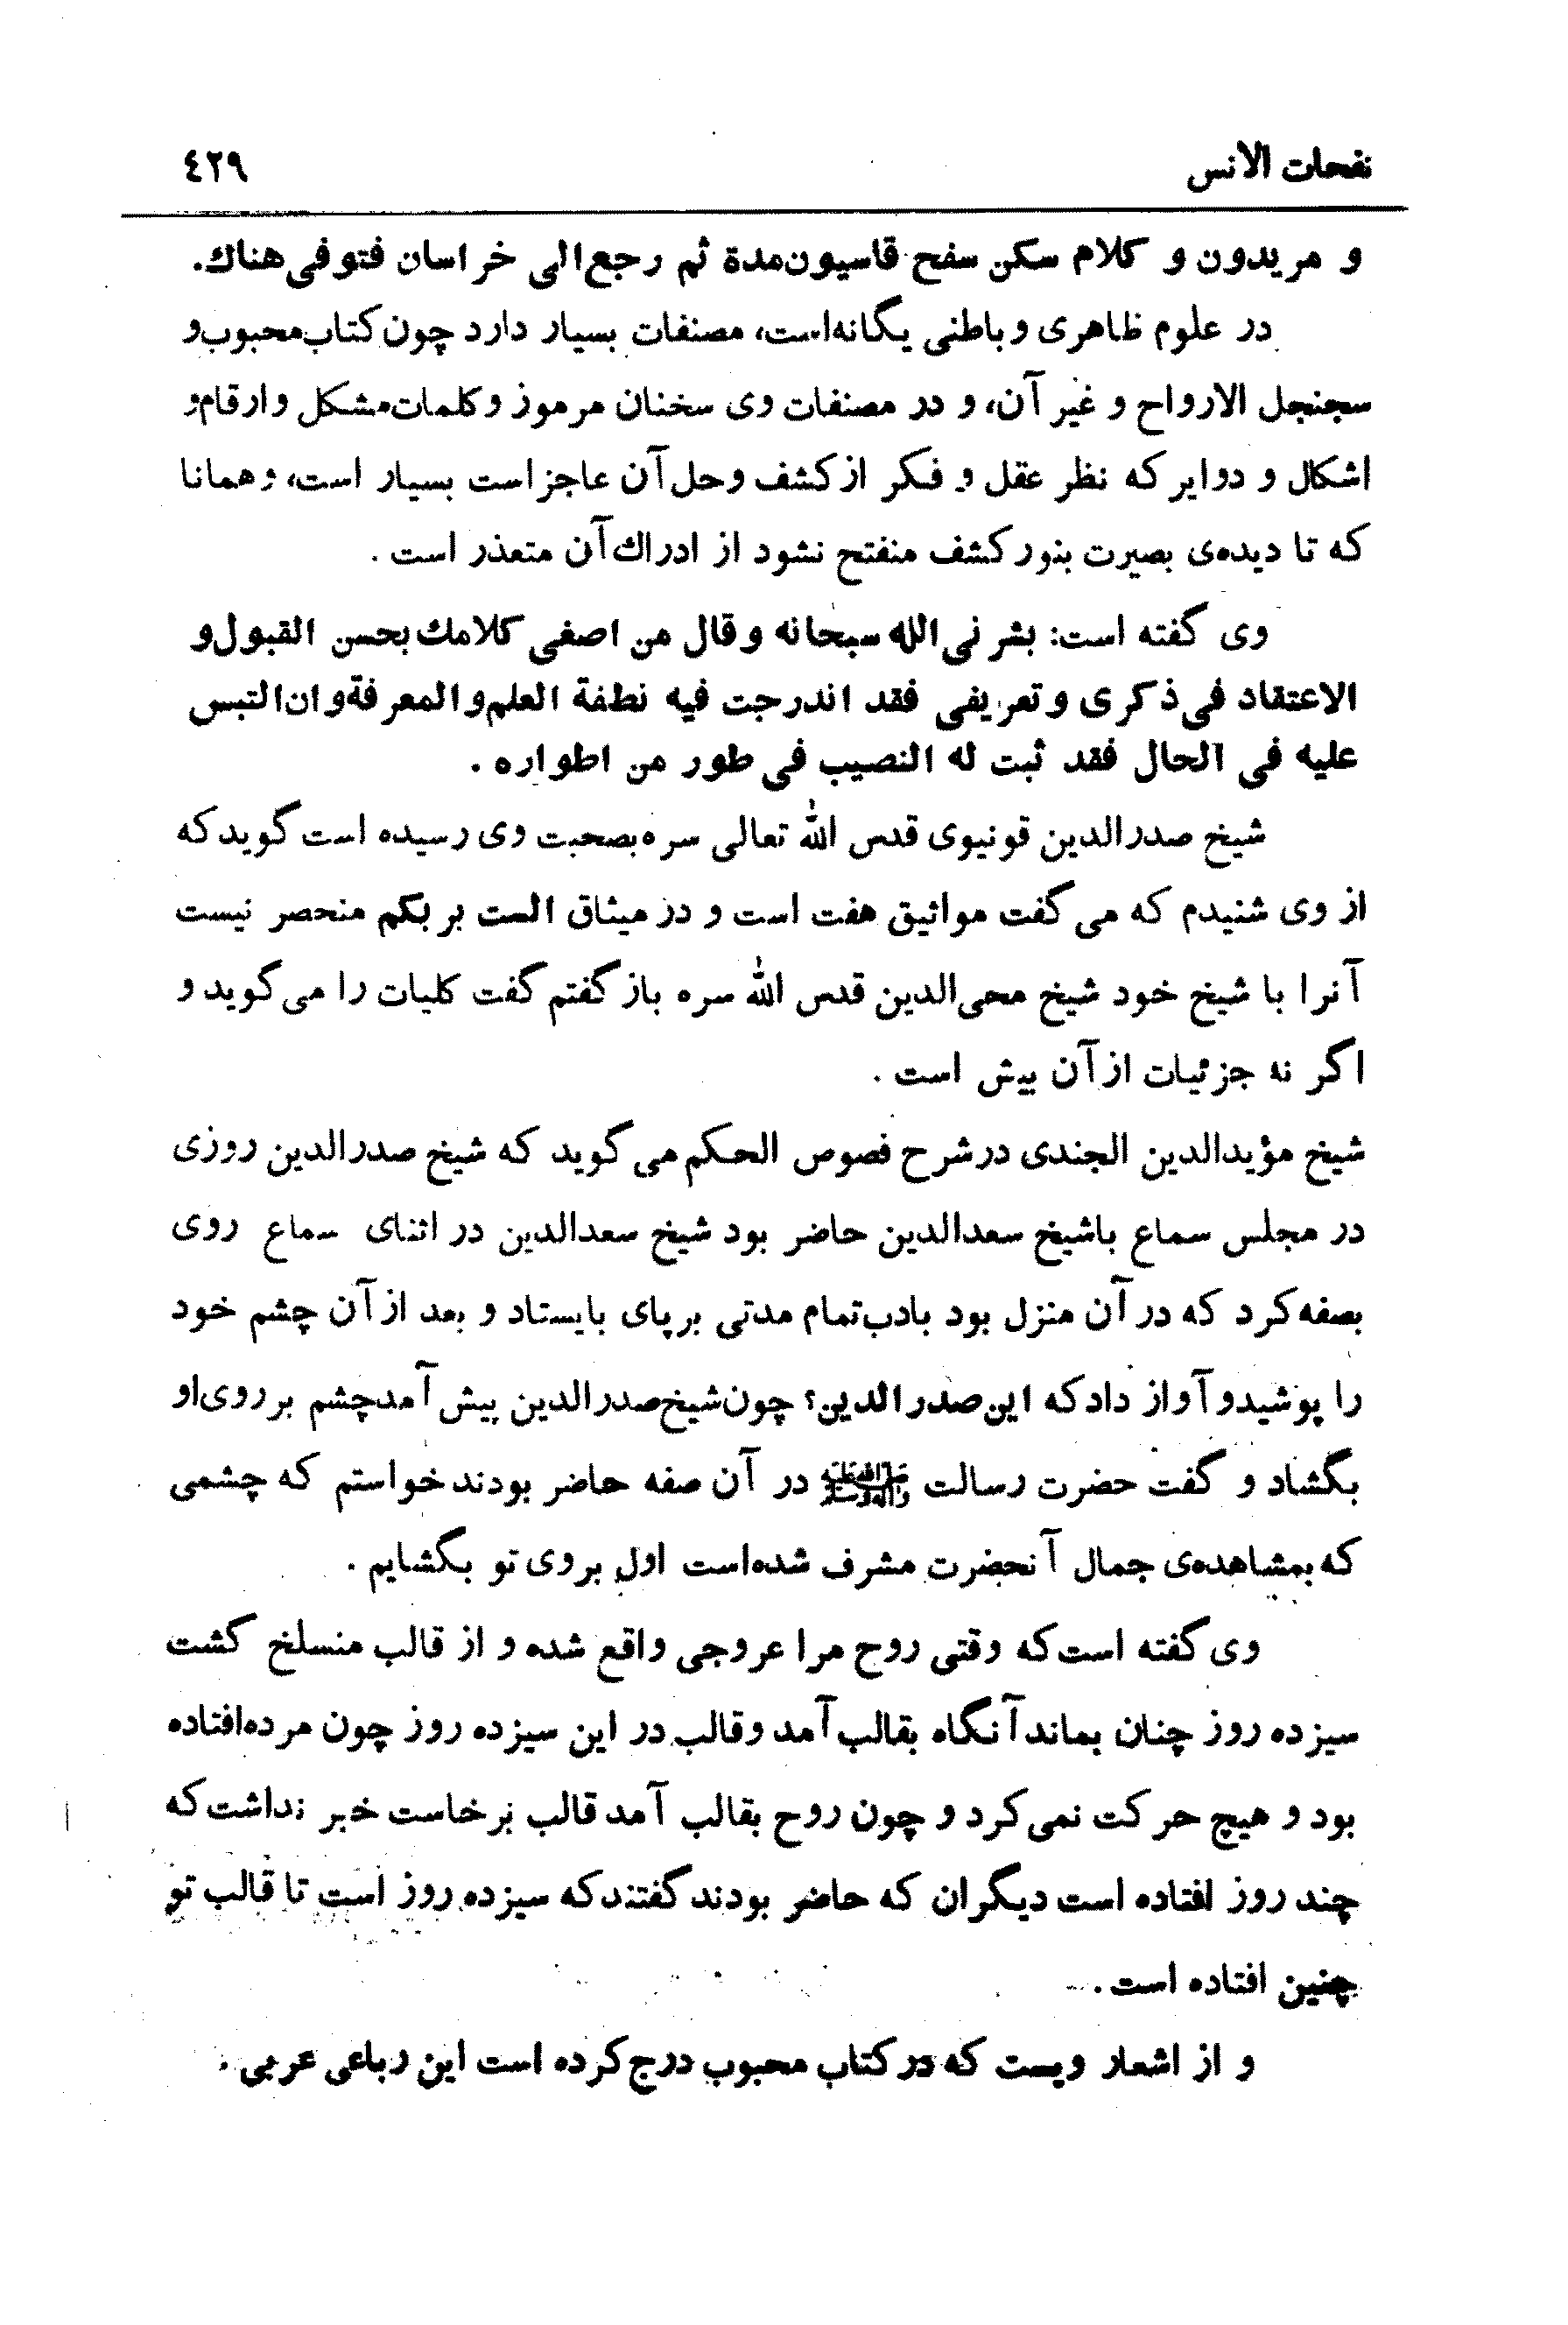 نفحات الانس
٤٢٩
و مریدون و کلام سکن سفح قاسیون مدة ثم رجع الی خراسان فتوفی هناك.
در علوم ظاهری و باطنی یگانه است، مصنفات بسیار دارد چون کتاب محبوب و
سجنجل الارواح و غیر آن، و در مصنفات وی سخنان مرموز و کلمات مشکل و ارقام و
اشکال و دوایر که نظر عقل و فکر از کشف و حل آن عاجز است بسیار است، و همانا
که تا دیده‌ی بصیرت بنور کشف منفتح نشود از ادراك آن متعذر است .
وی گفته است: بشرنی الله سبحانه و قال من اصغی کلامك بحسن القبول و
الاعتقاد فی ذکری و تعریفی فقد اندرجت فیه نطفة العلم و المعرفة و ان التبس
علیه فی الحال فقد ثبت له النصیب فی طور من اطواره .
شیخ صدرالدین قونیوی قدس الله تعالی سره بصحبت وی رسیده است گوید که
از وی شنیدم که می گفت مواثیق هفت است و در میثاق الست بربکم منحصر نیست
آنرا با شیخ خود شیخ محی‌الدین قدس الله سره باز گفتم گفت کلیات را می گوید و
اگر نه جزئیات از آن بیش است .
شیخ مؤیدالدین الجندی در شرح فصوص الحکم می گوید که شیخ صدرالدین روزی
در مجلس سماع باشیخ سعدالدین حاضر بود شیخ سعدالدین در اثنای سماع روی
بصفه کرد که در آن منزل بود بادب تمام مدتی بر پای بایستاد و بعد از آن چشم خود
را پوشید و آواز داد که این صدرالدین؟ چون شیخ صدرالدین پیش آمد چشم بر روی او
بگشاد و گفت حضرت رسالت صلی الله علیه و آله وسلم در آن صفه حاضر بودند خواستم که چشمی
که بمشاهده‌ی جمال آنحضرت مشرف شده‌است اول بروی تو بگشایم .
وی گفته است که وقتی روح مرا عروجی واقع شده و از قالب منسلخ گشت
سیزده روز چنان بماند آنگاه بقالب آمد و قالب در این سیزده روز چون مرده افتاده
بود و هیچ حرکت نمی کرد و چون روح بقالب آمد قالب برخاست خبر نداشت که
چند روز افتاده است دیگران که حاضر بودند گفتند که سیزده روز است تا قالب تو
چنین افتاده است .
و از اشعار ویست که در کتاب محبوب درج کرده است این رباعی عربی .